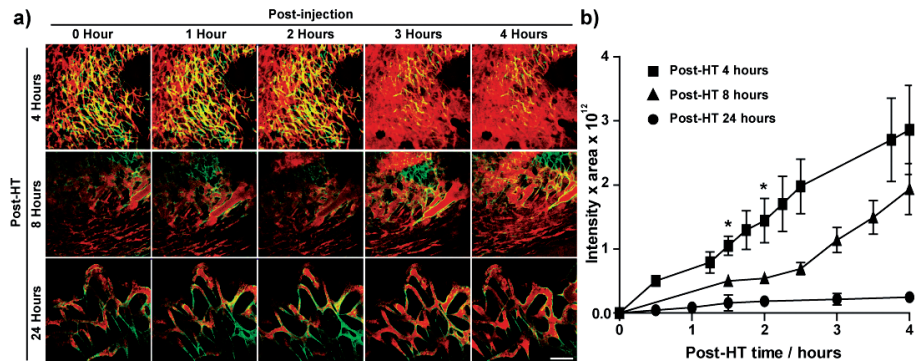 a)
Post-injection
0 Hour 1 Hour 2 Hours 3 Hours 4 Hours
Post-HT
4 Hours
8 Hours
24 Hours
b)
Intensity x area x 10^12
4
3
2
1
0.0
Post-HT 4 hours
Post-HT 8 hours
Post-HT 24 hours
* *
0 1 2 3 4
Post-HT time / hours